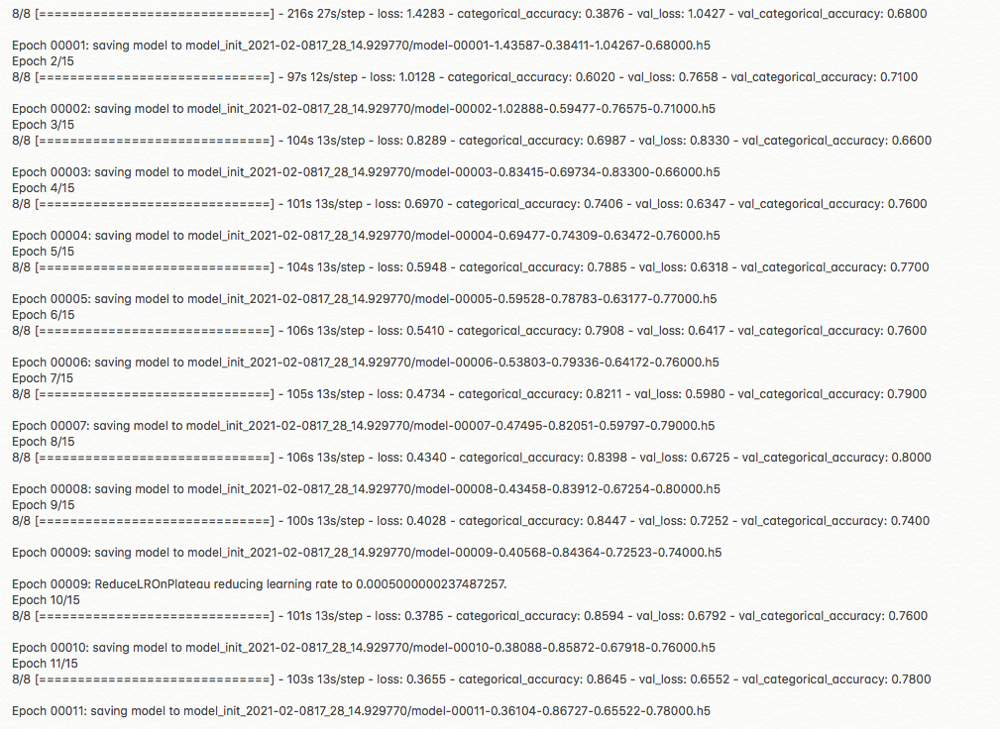 8/8 [==============================] - 216s 27s/step - loss: 1.4283 - categorical_accuracy: 0.3876 - val_loss: 1.0427 - val_categorical_accuracy: 0.6800
Epoch 00001: saving model to model_init_2021-02-0817_28_14.929770/model-00001-1.43587-0.38411-1.04267-0.68000.h5
Epoch 2/15
8/8 [==============================] - 97s 12s/step - loss: 1.0128 - categorical_accuracy: 0.6020 - val_loss: 0.7658 - val_categorical_accuracy: 0.7100
Epoch 00002: saving model to model_init_2021-02-0817_28_14.929770/model-00002-1.02888-0.59477-0.76575-0.71000.h5
Epoch 3/15
8/8 [==============================] - 104s 13s/step - loss: 0.8289 - categorical_accuracy: 0.6987 - val_loss: 0.8330 - val_categorical_accuracy: 0.6600
Epoch 00003: saving model to model_init_2021-02-0817_28_14.929770/model-00003-0.83415-0.69734-0.83300-0.66000.h5
Epoch 4/15
8/8 [==============================] - 101s 13s/step - loss: 0.6970 - categorical_accuracy: 0.7406 - val_loss: 0.6347 - val_categorical_accuracy: 0.7600
Epoch 00004: saving model to model_init_2021-02-0817_28_14.929770/model-00004-0.69477-0.74309-0.63472-0.76000.h5
Epoch 5/15
8/8 [==============================] - 104s 13s/step - loss: 0.5948 - categorical_accuracy: 0.7885 - val_loss: 0.6318 - val_categorical_accuracy: 0.7700
Epoch 00005: saving model to model_init_2021-02-0817_28_14.929770/model-00005-0.59528-0.78783-0.63177-0.77000.h5
Epoch 6/15
8/8 [==============================] - 106s 13s/step - loss: 0.5410 - categorical_accuracy: 0.7908 - val_loss: 0.6417 - val_categorical_accuracy: 0.7600
Epoch 00006: saving model to model_init_2021-02-0817_28_14.929770/model-00006-0.53803-0.79336-0.64172-0.76000.h5
Epoch 7/15
8/8 [==============================] - 105s 13s/step - loss: 0.4734 - categorical_accuracy: 0.8211 - val_loss: 0.5980 - val_categorical_accuracy: 0.7900
Epoch 00007: saving model to model_init_2021-02-0817_28_14.929770/model-00007-0.47495-0.82051-0.59797-0.79000.h5
Epoch 8/15
8/8 [==============================] - 106s 13s/step - loss: 0.4340 - categorical_accuracy: 0.8398 - val_loss: 0.6725 - val_categorical_accuracy: 0.8000
Epoch 00008: saving model to model_init_2021-02-0817_28_14.929770/model-00008-0.43458-0.83912-0.67254-0.80000.h5
Epoch 9/15
8/8 [==============================] - 100s 13s/step - loss: 0.4028 - categorical_accuracy: 0.8447 - val_loss: 0.7252 - val_categorical_accuracy: 0.7400
Epoch 00009: saving model to model_init_2021-02-0817_28_14.929770/model-00009-0.40568-0.84364-0.72523-0.74000.h5
Epoch 00009: ReduceLROnPlateau reducing learning rate to 0.0005000000237487257.
Epoch 10/15
8/8 [==============================] - 101s 13s/step - loss: 0.3785 - categorical_accuracy: 0.8594 - val_loss: 0.6792 - val_categorical_accuracy: 0.7600
Epoch 00010: saving model to model_init_2021-02-0817_28_14.929770/model-00010-0.38088-0.85872-0.67918-0.76000.h5
Epoch 11/15
8/8 [==============================] - 103s 13s/step - loss: 0.3655 - categorical_accuracy: 0.8645 - val_loss: 0.6552 - val_categorical_accuracy: 0.7800
Epoch 00011: saving model to model_init_2021-02-0817_28_14.929770/model-00011-0.36104-0.86727-0.65522-0.78000.h5